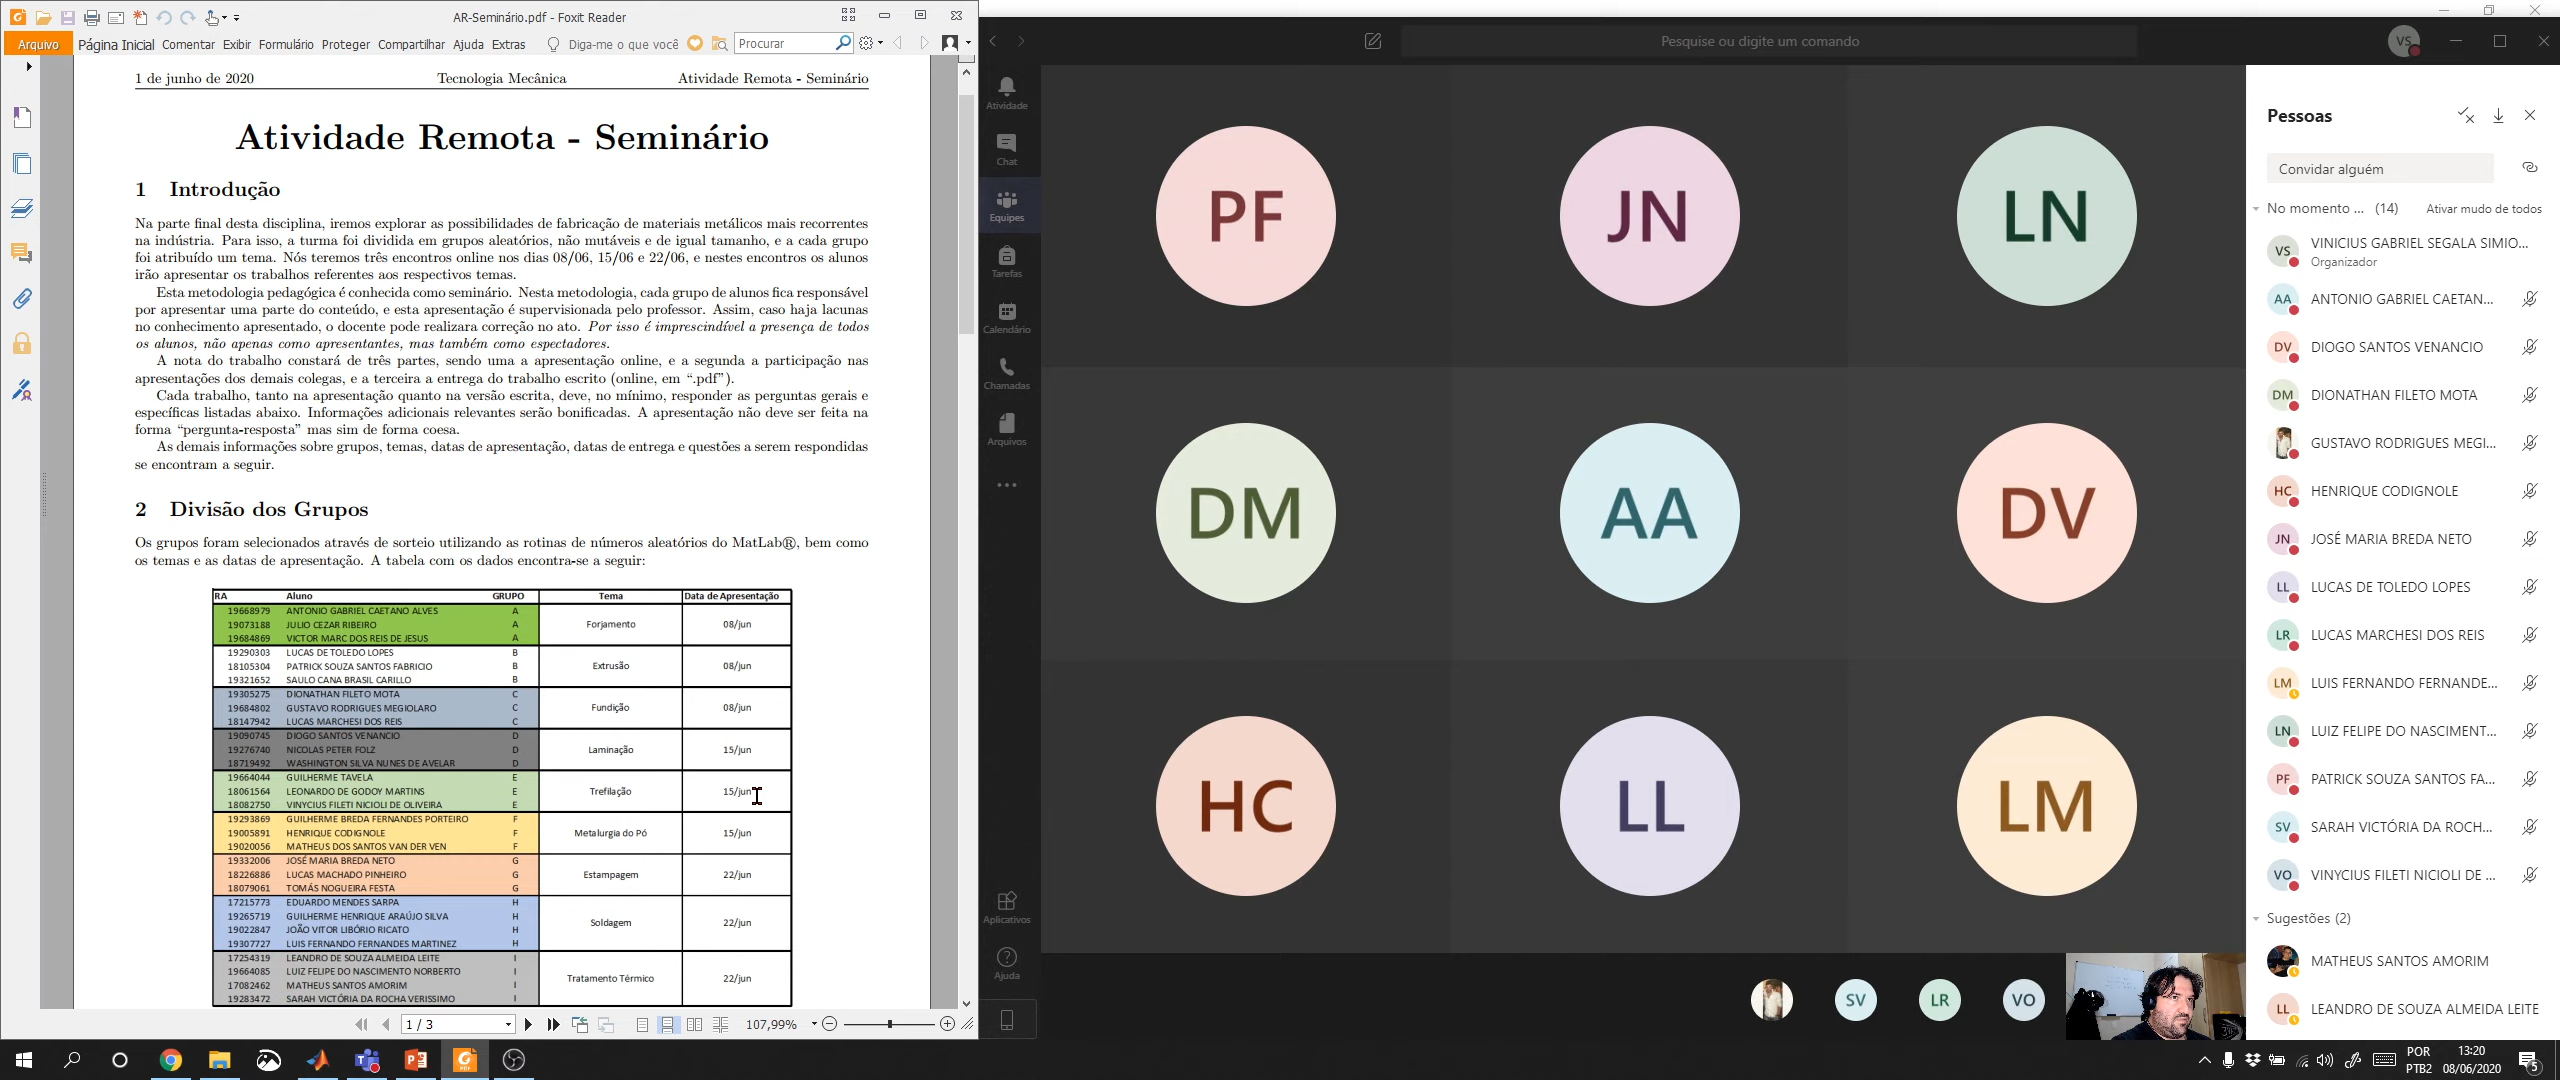 AR-Seminário.pdf - Foxit Reader
Arquivo Página Inicial Comentar Exibir Formulário Proteger Compartilhar Ajuda Extras Diga-me o que você Procurar
1 de junho de 2020 Tecnologia Mecânica Atividade Remota - Seminário
Atividade Remota - Seminário
1 Introdução
Na parte final desta disciplina, iremos explorar as possibilidades de fabricação de materiais metálicos mais recorrentes
na indústria. Para isso, a turma foi dividida em grupos aleatórios, não mutáveis e de igual tamanho, e a cada grupo
foi atribuído um tema. Nós teremos três encontros online nos dias 08/06, 15/06 e 22/06, e nestes encontros os alunos
irão apresentar os trabalhos referentes aos respectivos temas.
Esta metodologia pedagógica é conhecida como seminário. Nesta metodologia, cada grupo de alunos fica responsável
por apresentar uma parte do conteúdo, e esta apresentação é supervisionada pelo professor. Assim, caso haja lacunas
no conhecimento apresentado, o docente pode realizara correção no ato. Por isso é imprescindível a presença de todos
os alunos, não apenas como apresentantes, mas também como espectadores.
A nota do trabalho constará de três partes, sendo uma a apresentação online, e a segunda a participação nas
apresentações dos demais colegas, e a terceira a entrega do trabalho escrito (online, em “.pdf”).
Cada trabalho, tanto na apresentação quanto na versão escrita, deve, no mínimo, responder as perguntas gerais e
específicas listadas abaixo. Informações adicionais relevantes serão bonificadas. A apresentação não deve ser feita na
forma “pergunta-resposta” mas sim de forma coesa.
As demais informações sobre grupos, temas, datas de apresentação, datas de entrega e questões a serem respondidas
se encontram a seguir.
2 Divisão dos Grupos
Os grupos foram selecionados através de sorteio utilizando as rotinas de números aleatórios do MatLab®, bem como
os temas e as datas de apresentação. A tabela com os dados encontra-se a seguir:
RA Aluno GRUPO Tema Data de Apresentação
19668979 ANTONIO GABRIEL CAETANO ALVES A
19073188 JULIO CEZAR RIBEIRO A Forjamento 08/jun
19684869 VICTOR MARC DOS REIS DE JESUS A
19290303 LUCAS DE TOLEDO LOPES B
18105304 PATRICK SOUZA SANTOS FABRICIO B Extrusão 08/jun
19321652 SAULO CANA BRASIL CARILLO B
19305275 DIONATHAN FILETO MOTA C
19684802 GUSTAVO RODRIGUES MEGIOLARO C Fundição 08/jun
18147942 LUCAS MARCHESI DOS REIS C
19090745 DIOGO SANTOS VENANCIO D
19276740 NICOLAS PETER FOLZ D Laminação 15/jun
18719492 WASHINGTON SILVA NUNES DE AVELAR D
19664044 GUILHERME TAVELA E
18061564 LEONARDO DE GODOY MARTINS E Trefilação 15/jun
18082750 VINYCIUS FILETI NICIOLI DE OLIVEIRA E
19293869 GUILHERME BREDA FERNANDES PORTEIRO F
19005891 HENRIQUE CODIGNOLE F Metalurgia do Pó 15/jun
19020056 MATHEUS DOS SANTOS VAN DER VEN F
19332006 JOSÉ MARIA BREDA NETO G
18226886 LUCAS MACHADO PINHEIRO G Estampagem 22/jun
18079061 TOMÁS NOGUEIRA FESTA G
17215773 EDUARDO MENDES SARPA H
19265719 GUILHERME HENRIQUE ARAÚJO SILVA H
Soldagem 22/jun
19022847 JOÃO VITOR LIBÓRIO RICATO H
19307727 LUIS FERNANDO FERNANDES MARTINEZ H
17254319 LEANDRO DE SOUZA ALMEIDA LEITE I
19664085 LUIZ FELIPE DO NASCIMENTO NORBERTO I
Tratamento Térmico 22/jun
17082462 MATHEUS SANTOS AMORIM I
19283472 SARAH VICTÓRIA DA ROCHA VERISSIMO I
1 / 3
107,99%
Pesquise ou digite um comando
VS
Atividade
Chat
Equipes
Tarefas
Calendário
Chamadas
Arquivos
Aplicativos
Ajuda
PF JN LN
DM AA DV
HC LL LM
SV LR VO
Pessoas
Convidar alguém
No momento ... (14) Ativar mudo de todos
VS VINICIUS GABRIEL SEGALA SIMIO...
Organizador
AA ANTONIO GABRIEL CAETAN...
DV DIOGO SANTOS VENANCIO
DM DIONATHAN FILETO MOTA
GUSTAVO RODRIGUES MEGI...
HC HENRIQUE CODIGNOLE
JN JOSÉ MARIA BREDA NETO
LL LUCAS DE TOLEDO LOPES
LR LUCAS MARCHESI DOS REIS
LM LUIS FERNANDO FERNANDE...
LN LUIZ FELIPE DO NASCIMENT...
PF PATRICK SOUZA SANTOS FA...
SV SARAH VICTÓRIA DA ROCH...
VO VINYCIUS FILETI NICIOLI DE ...
Sugestões (2)
MATHEUS SANTOS AMORIM
LL LEANDRO DE SOUZA ALMEIDA LEITE
POR 13:20
PTB2 08/06/2020
5